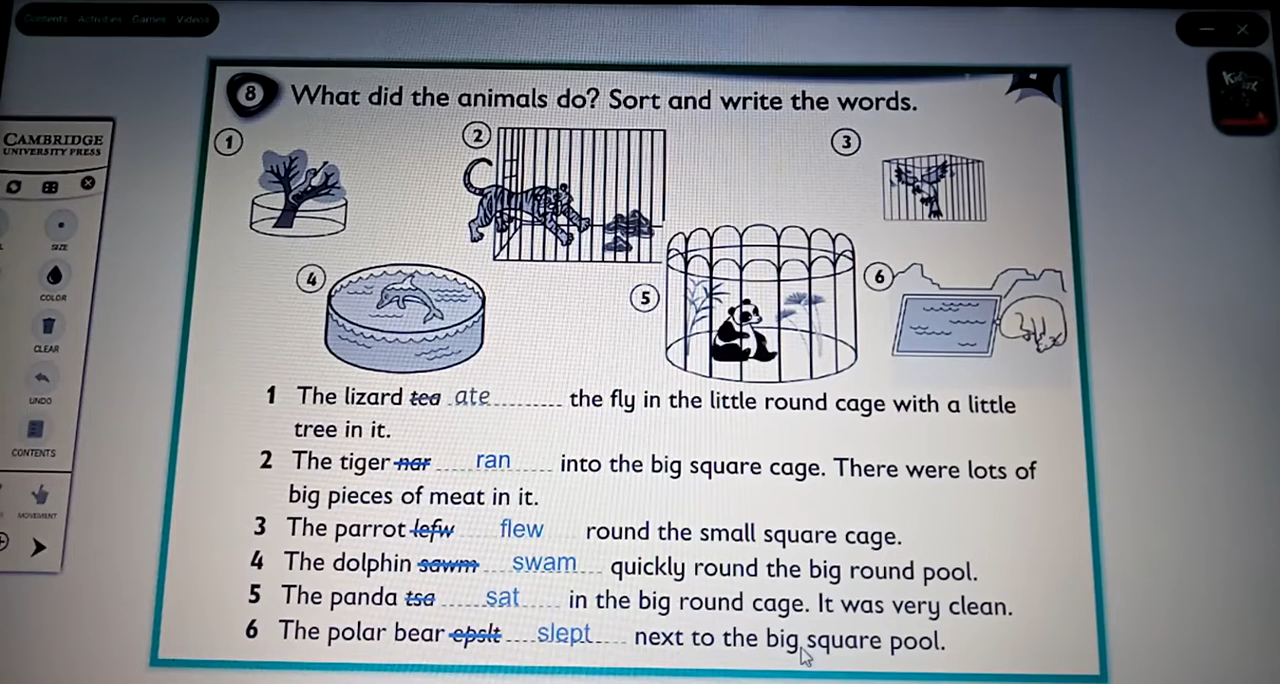 Contents Activities Games Videos
8 What did the animals do? Sort and write the words.
1
2
3
4
5
6
CAMBRIDGE
UNIVERSITY PRESS
SIZE
COLOR
CLEAR
UNDO
CONTENTS
MOVEMENT
1 The lizard tea ate the fly in the little round cage with a little
tree in it.
2 The tiger nar ran into the big square cage. There were lots of
big pieces of meat in it.
3 The parrot lefw flew round the small square cage.
4 The dolphin sawm swam quickly round the big round pool.
5 The panda tsa sat in the big round cage. It was very clean.
6 The polar bear epslt slept next to the big square pool.